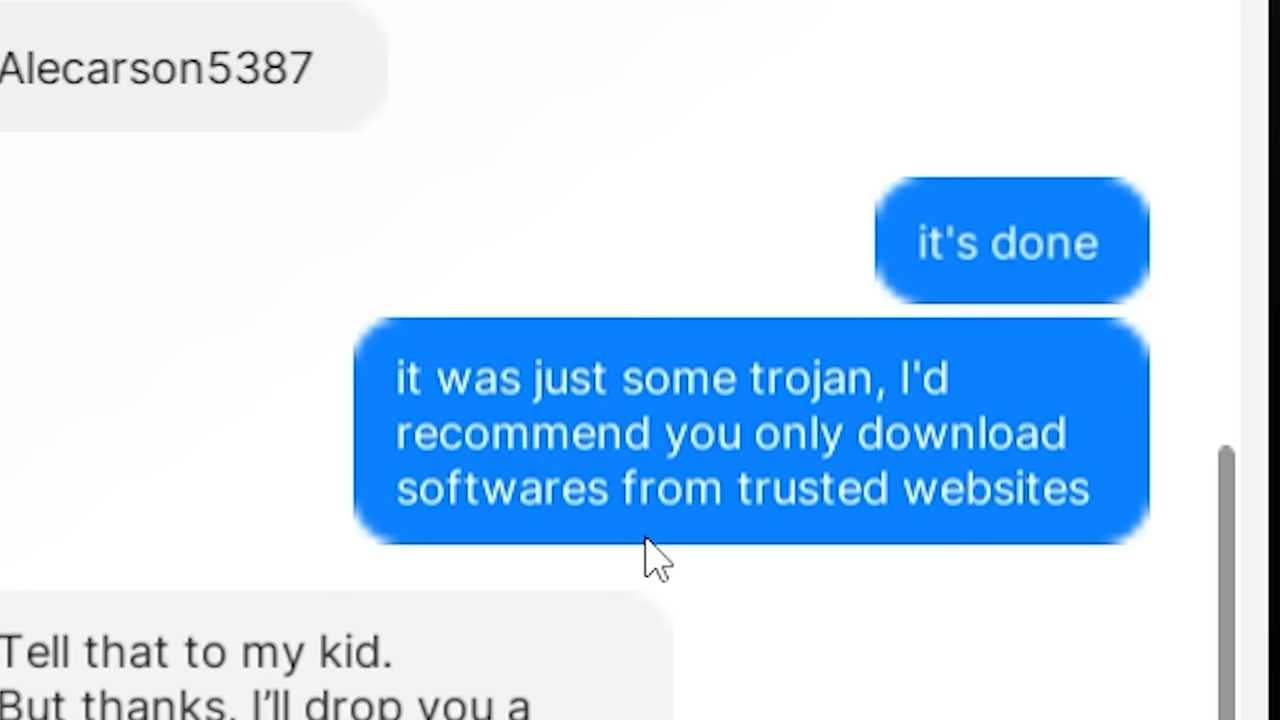 Alecarson5387
it's done
it was just some trojan, I'd
recommend you only download
softwares from trusted websites
Tell that to my kid.
But thanks, I’ll drop you a